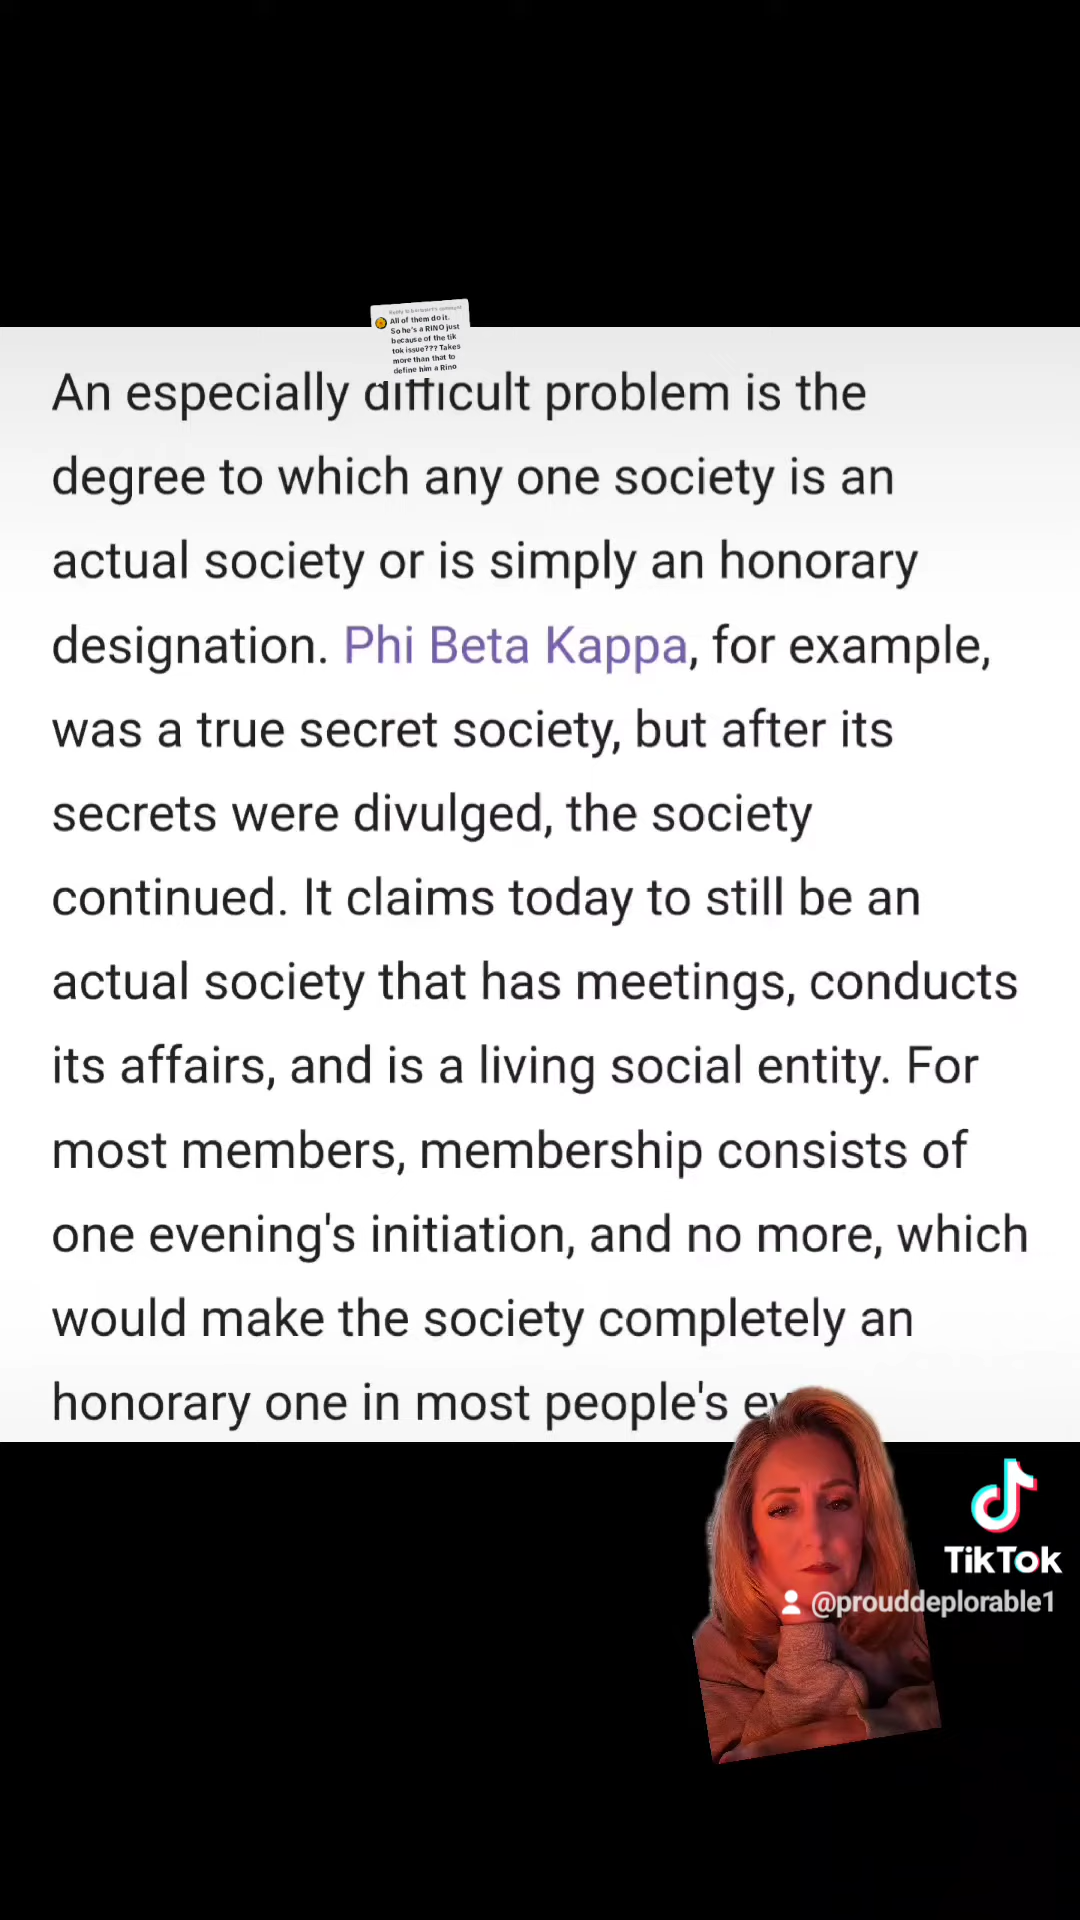 All of them do it.
So he's a RINO just
because of the tik
tok issue??? Takes
more than that to
define him a Rino
An especially difficult problem is the
degree to which any one society is an
actual society or is simply an honorary
designation. Phi Beta Kappa, for example,
was a true secret society, but after its
secrets were divulged, the society
continued. It claims today to still be an
actual society that has meetings, conducts
its affairs, and is a living social entity. For
most members, membership consists of
one evening's initiation, and no more, which
would make the society completely an
honorary one in most people's
TikTok
@prouddeplorable1